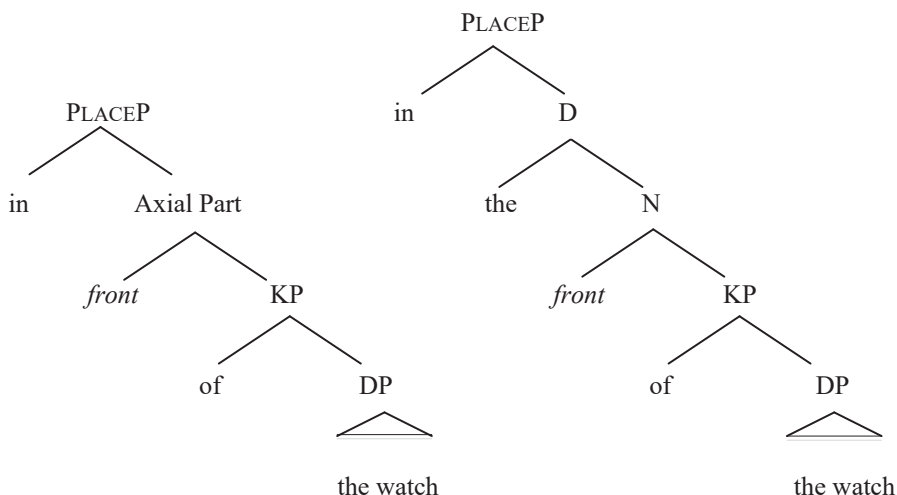 PLACEP
in D
PLACEP
in Axial Part
the N
front KP
front KP
of DP
of DP
the watch
the watch